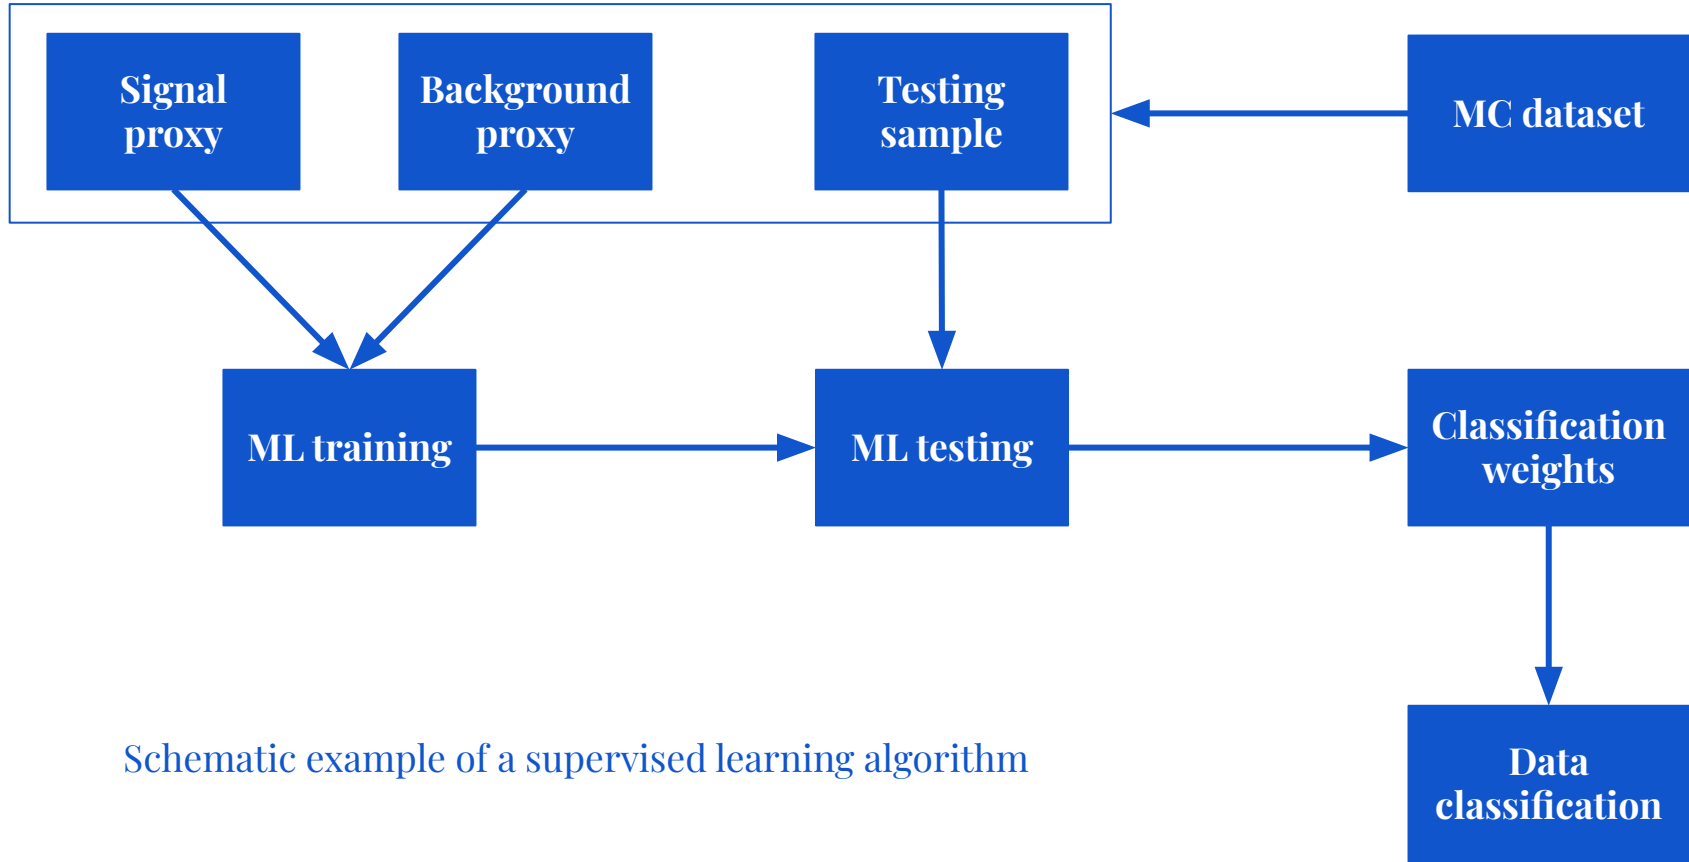 Signal
proxy
Background
proxy
Testing
sample
MC dataset
ML training
ML testing
Classification
weights
Schematic example of a supervised learning algorithm
Data
classification